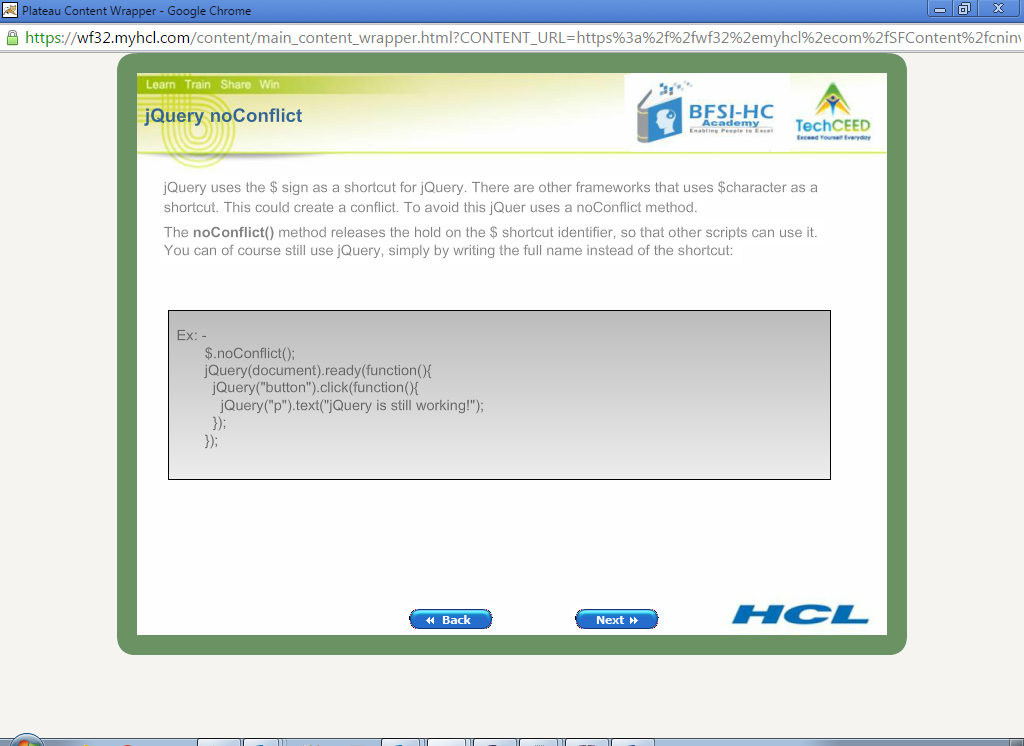 Plateau Content Wrapper - Google Chrome
https://wf32.myhcl.com/content/main_content_wrapper.html?CONTENT_URL=https%3a%2f%2fwf32%2emyhcl%2ecom%2fSFContent%2fcninv
Learn Train Share Win
jQuery noConflict
BFSI-HC
Academy
Enabling People to Excel
TechCEED
Exceed Yourself Everyday
jQuery uses the $ sign as a shortcut for jQuery. There are other frameworks that uses $character as a
shortcut. This could create a conflict. To avoid this jQuer uses a noConflict method.
The noConflict() method releases the hold on the $ shortcut identifier, so that other scripts can use it.
You can of course still use jQuery, simply by writing the full name instead of the shortcut:
Ex: -
$.noConflict();
jQuery(document).ready(function(){
jQuery("button").click(function(){
jQuery("p").text("jQuery is still working!");
});
});
Back
Next
HCL